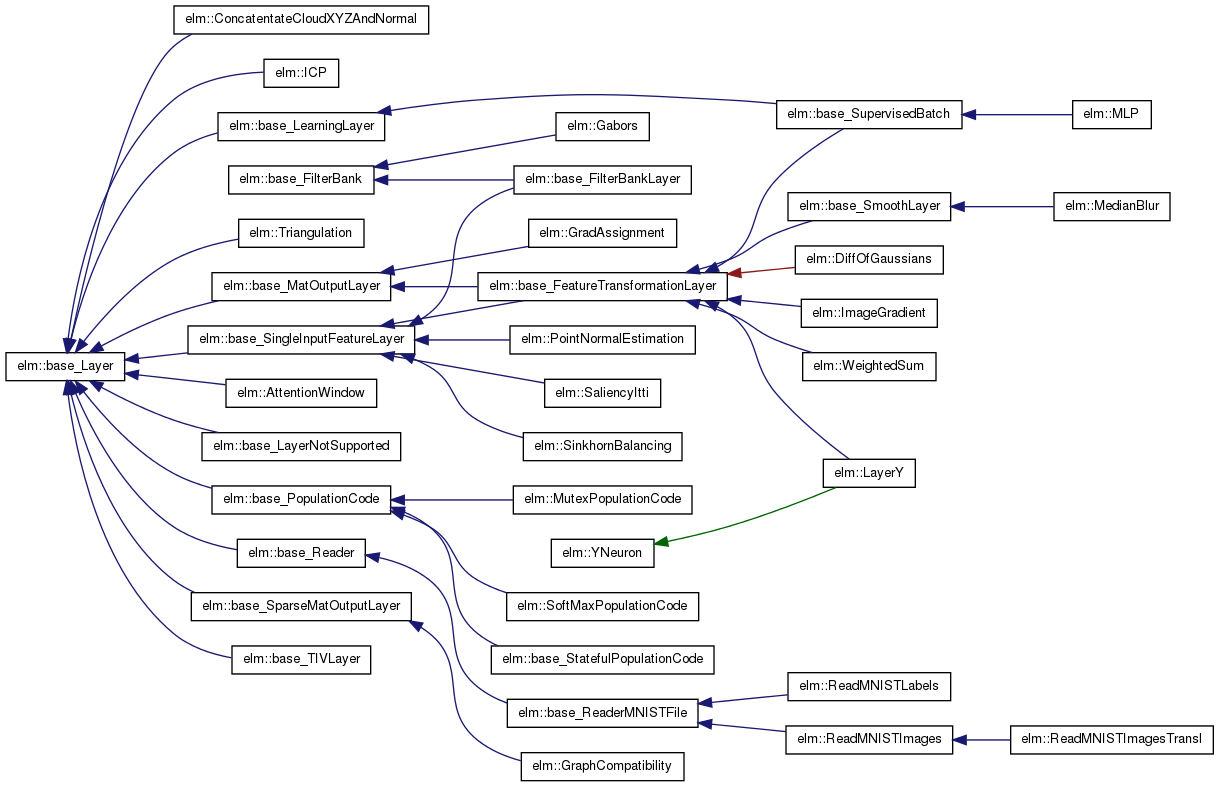 elm::ConcatentateCloudXYZAndNormal
elm::ICP
elm::base_SupervisedBatch
elm::MLP
elm::base_LearningLayer
elm::Gabors
elm::base_FilterBank
elm::base_FilterBankLayer
elm::base_SmoothLayer
elm::MedianBlur
elm::Triangulation
elm::GradAssignment
elm::DiffOfGaussians
elm::base_MatOutputLayer
elm::base_FeatureTransformationLayer
elm::ImageGradient
elm::base_SingleInputFeatureLayer
elm::PointNormalEstimation
elm::base_Layer
elm::WeightedSum
elm::AttentionWindow
elm::SaliencyItti
elm::base_LayerNotSupported
elm::SinkhornBalancing
elm::LayerY
elm::base_PopulationCode
elm::MutexPopulationCode
elm::base_Reader
elm::YNeuron
elm::base_SparseMatOutputLayer
elm::SoftMaxPopulationCode
elm::base_TIVLayer
elm::base_StatefulPopulationCode
elm::ReadMNISTLabels
elm::base_ReaderMNISTFile
elm::ReadMNISTImages
elm::ReadMNISTImagesTransl
elm::GraphCompatibility